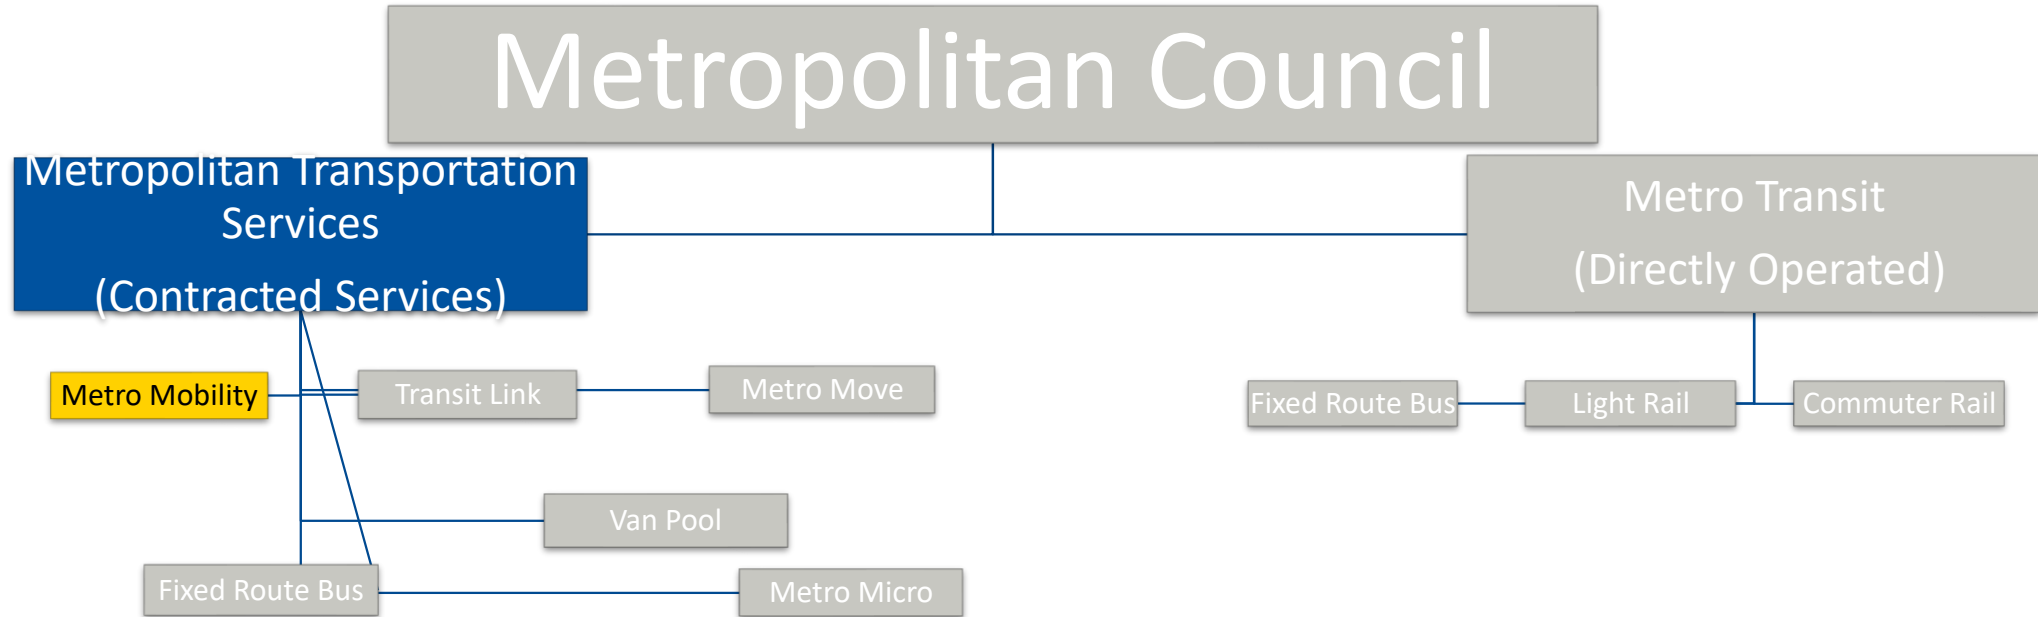 Metropolitan Council
Metropolitan Transportation
Services
(Contracted Services)
Metro Transit
(Directly Operated)
Metro Mobility
Transit Link
Metro Move
Fixed Route Bus
Light Rail
Commuter Rail
Van Pool
Fixed Route Bus
Metro Micro